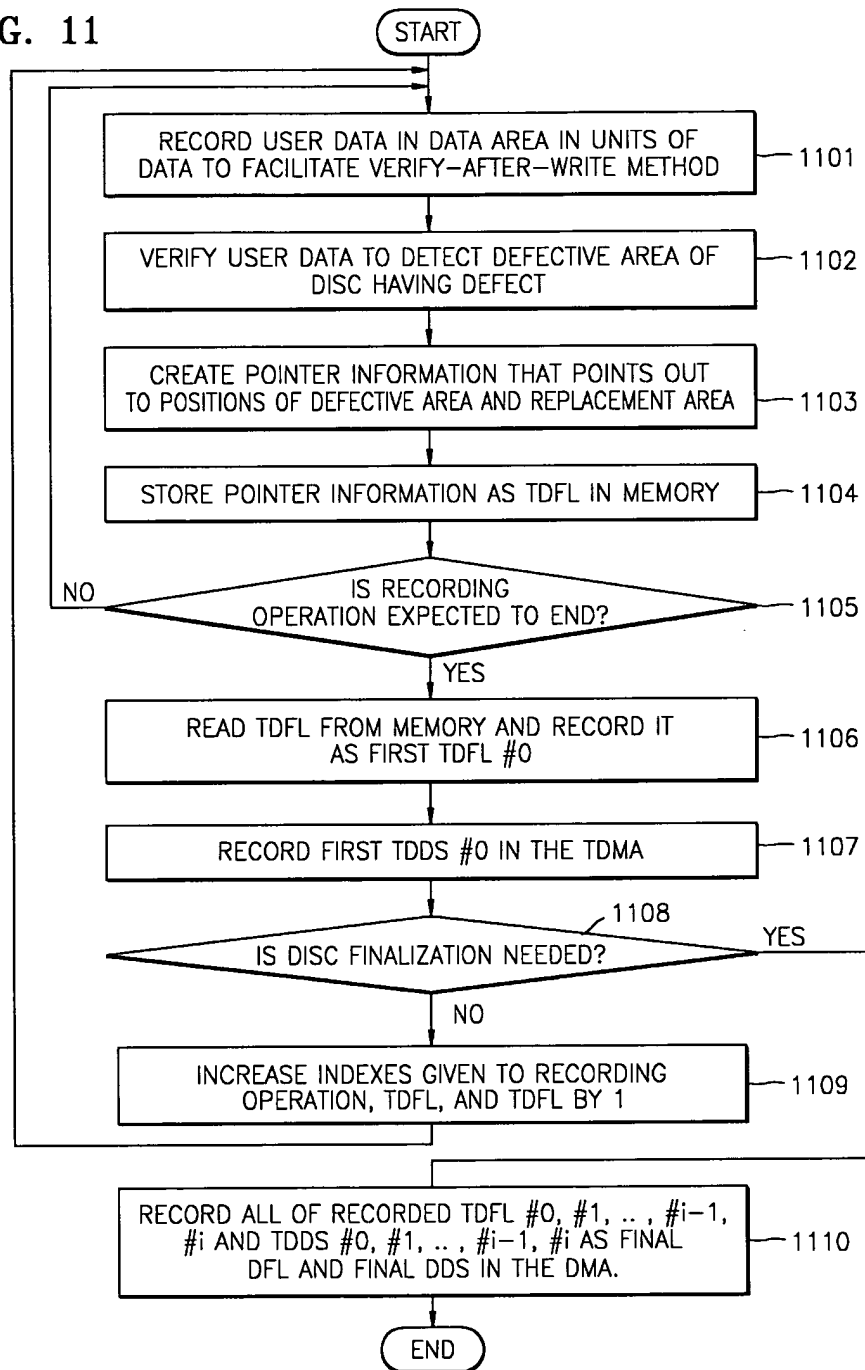 G. 11
START
RECORD USER DATA IN DATA AREA IN UNITS OF
DATA TO FACILITATE VERIFY-AFTER-WRITE METHOD
1101
VERIFY USER DATA TO DETECT DEFECTIVE AREA OF
DISC HAVING DEFECT
1102
CREATE POINTER INFORMATION THAT POINTS OUT
TO POSITIONS OF DEFECTIVE AREA AND REPLACEMENT AREA
1103
STORE POINTER INFORMATION AS TDFL IN MEMORY
1104
NO
IS RECORDING
OPERATION EXPECTED TO END?
1105
YES
READ TDFL FROM MEMORY AND RECORD IT
AS FIRST TDFL #0
1106
RECORD FIRST TDDS #0 IN THE TDMA
1107
1108
IS DISC FINALIZATION NEEDED?
YES
NO
INCREASE INDEXES GIVEN TO RECORDING
OPERATION, TDFL, AND TDFL BY 1
1109
RECORD ALL OF RECORDED TDFL #0, #1, .. , #i-1,
#i AND TDDS #0, #1, .. , #i-1, #i AS FINAL
DFL AND FINAL DDS IN THE DMA.
1110
END